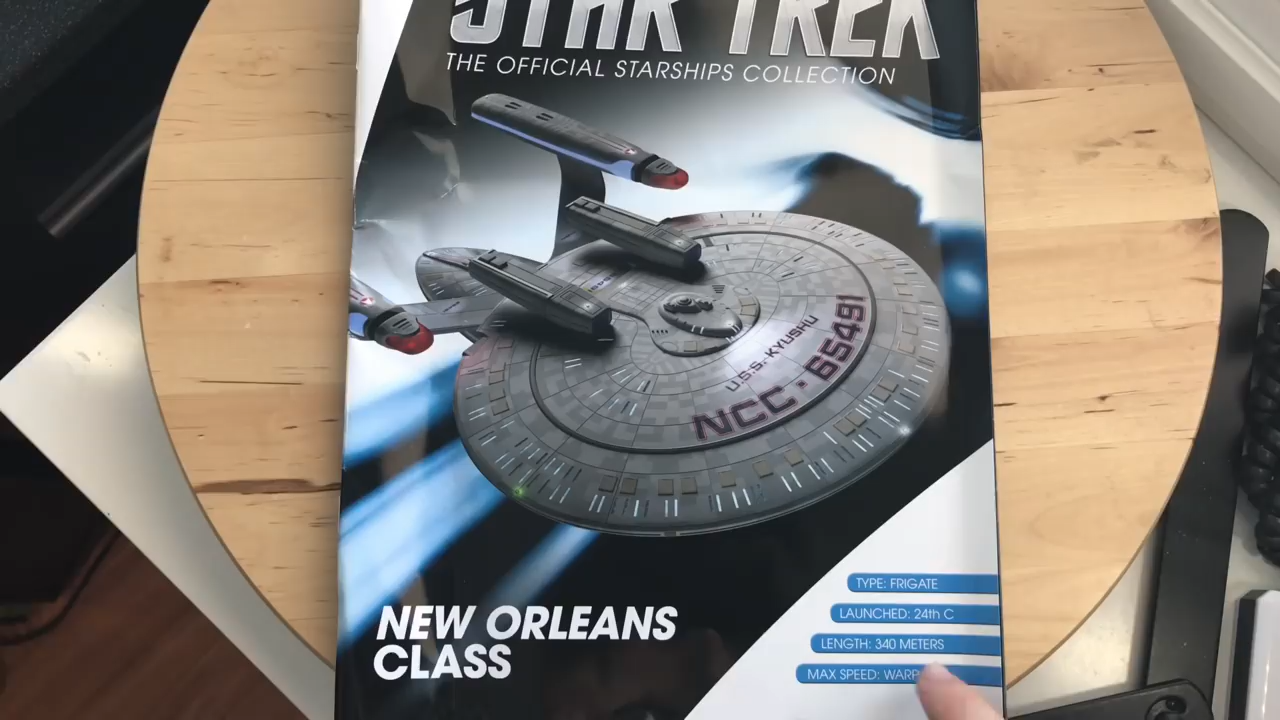 STAR TREK
THE OFFICIAL STARSHIPS COLLECTION
U.S.S. KYUSHU
NCC • 65491
TYPE: FRIGATE
LAUNCHED: 24th C
LENGTH: 340 METERS
MAX SPEED: WARP
NEW ORLEANS
CLASS